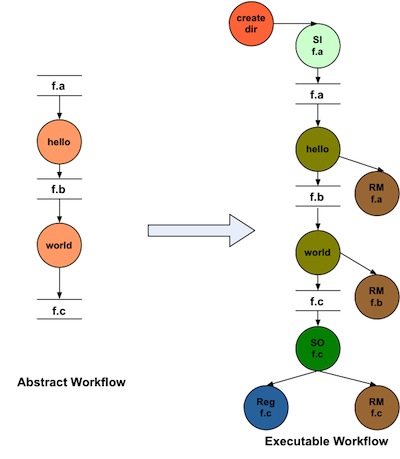 f.a
hello
f.b
world
f.c
Abstract Workflow
create
dir
SI
f.a
f.a
hello
RM
f.a
f.b
world
RM
f.b
f.c
SO
f.c
Reg
f.c
RM
f.c
Executable Workflow